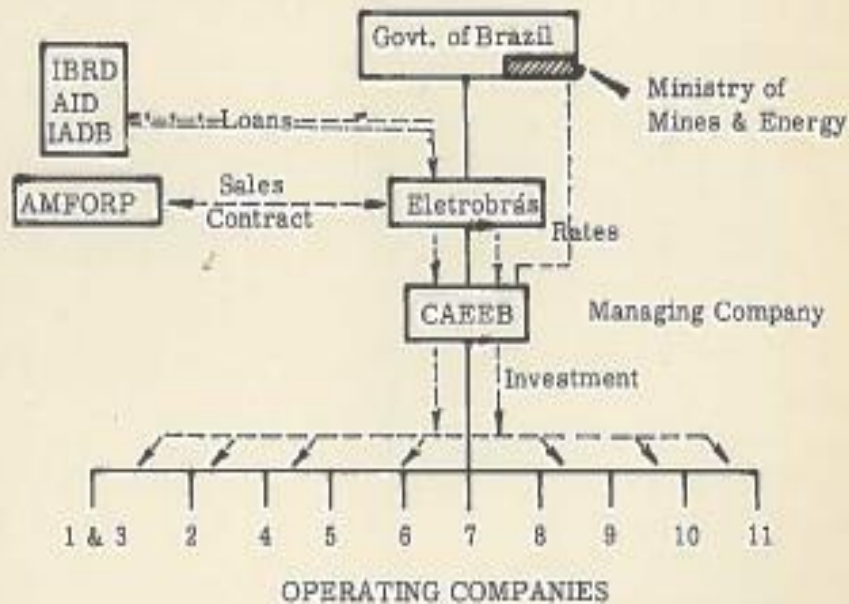 Govt. of Brazil
IBRD
AID
IADB
Ministry of
Mines & Energy
Loans
AMFORP
Sales
Contract
Eletrobrás
Rates
CAEEB
Managing Company
Investment
1 & 3 2 4 5 6 7 8 9 10 11
OPERATING COMPANIES